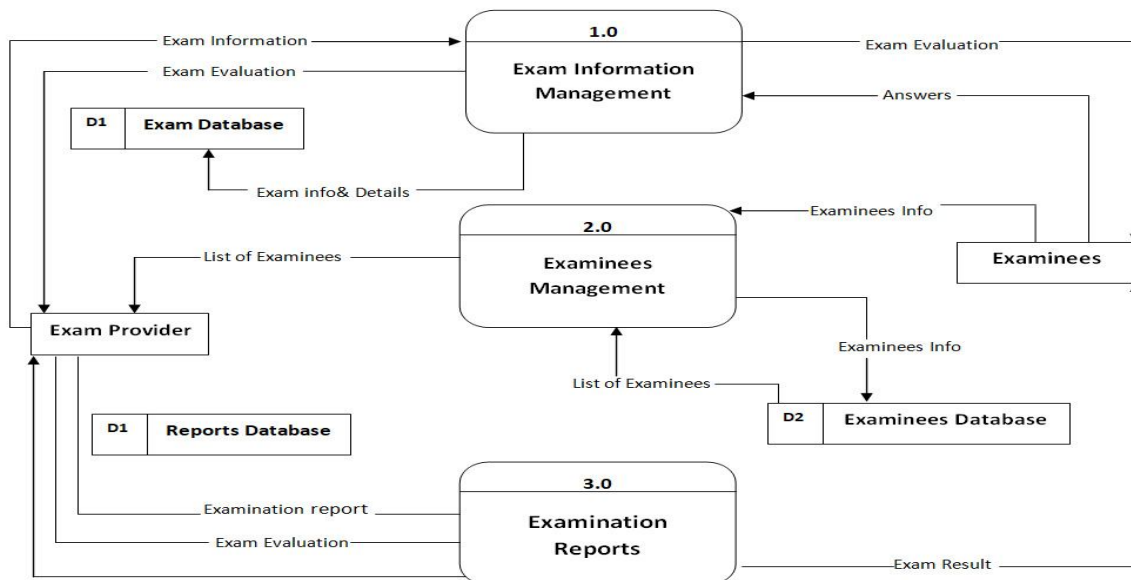 1.0
Exam Information
Exam Evaluation
Exam Evaluation
Exam Information
Management
Answers
D1
Exam Database
Exam info& Details
Examinees Info
2.0
List of Examinees
Examinees
Management
Examinees
Exam Provider
Examinees Info
List of Examinees
D1
Reports Database
D2
Examinees Database
3.0
Examination report
Examination
Reports
Exam Evaluation
Exam Result